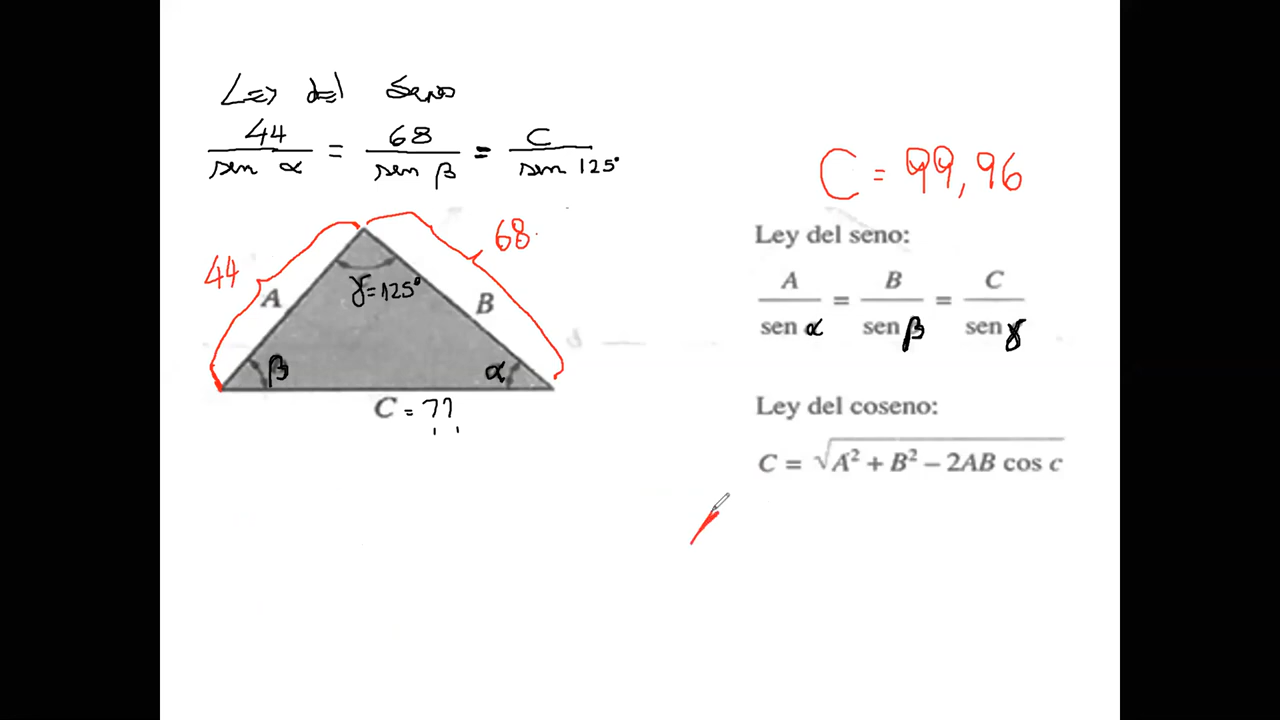 Ley del Seno
44 / sen α = 68 / sen β = C / sen 125°
C = 99,96
Ley del seno:
A / sen α = B / sen β = C / sen γ
44
68
A
γ=125°
B
β
α
C = ??
Ley del coseno:
C = √A² + B² – 2AB cos c